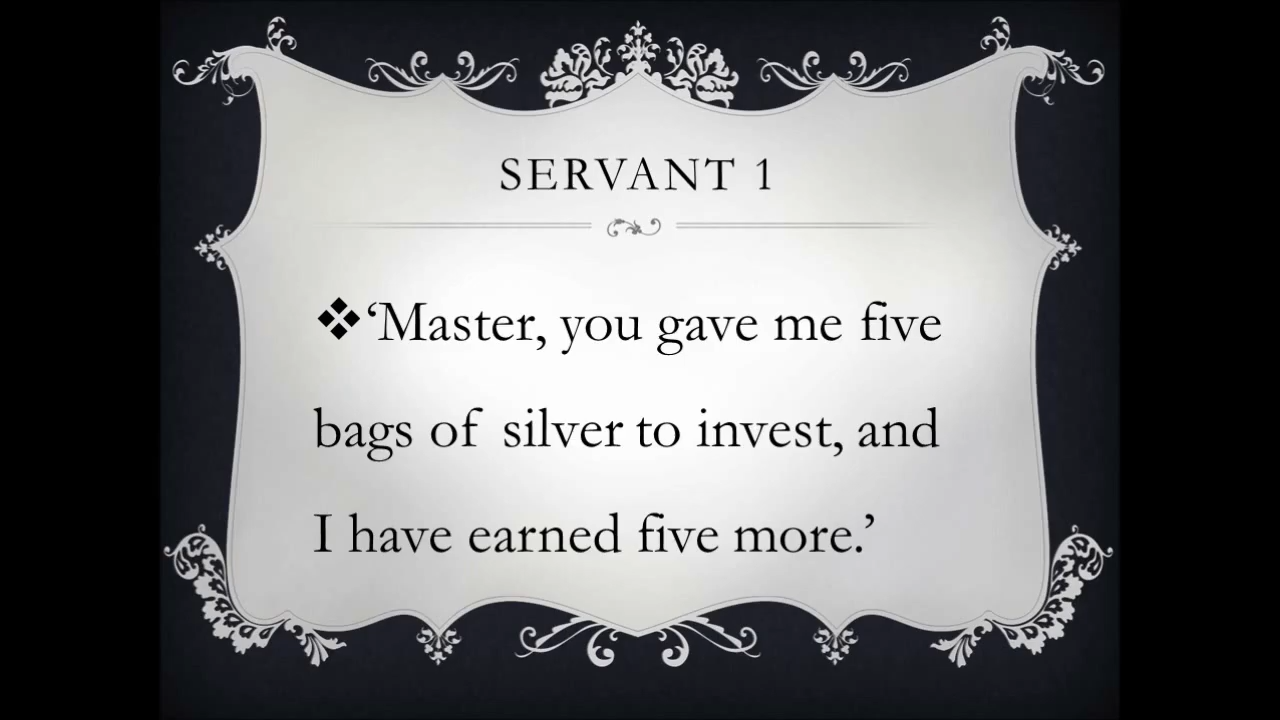 SERVANT 1
❖‘Master, you gave me five
bags of silver to invest, and
I have earned five more.’